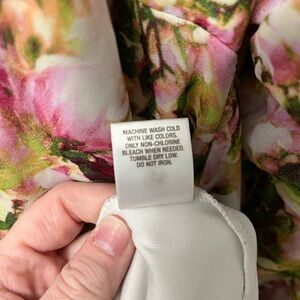 MACHINE WASH COLD
WITH LIKE COLORS.
ONLY NON-CHLORINE
BLEACH WHEN NEEDED.
TUMBLE DRY LOW.
DO NOT IRON.